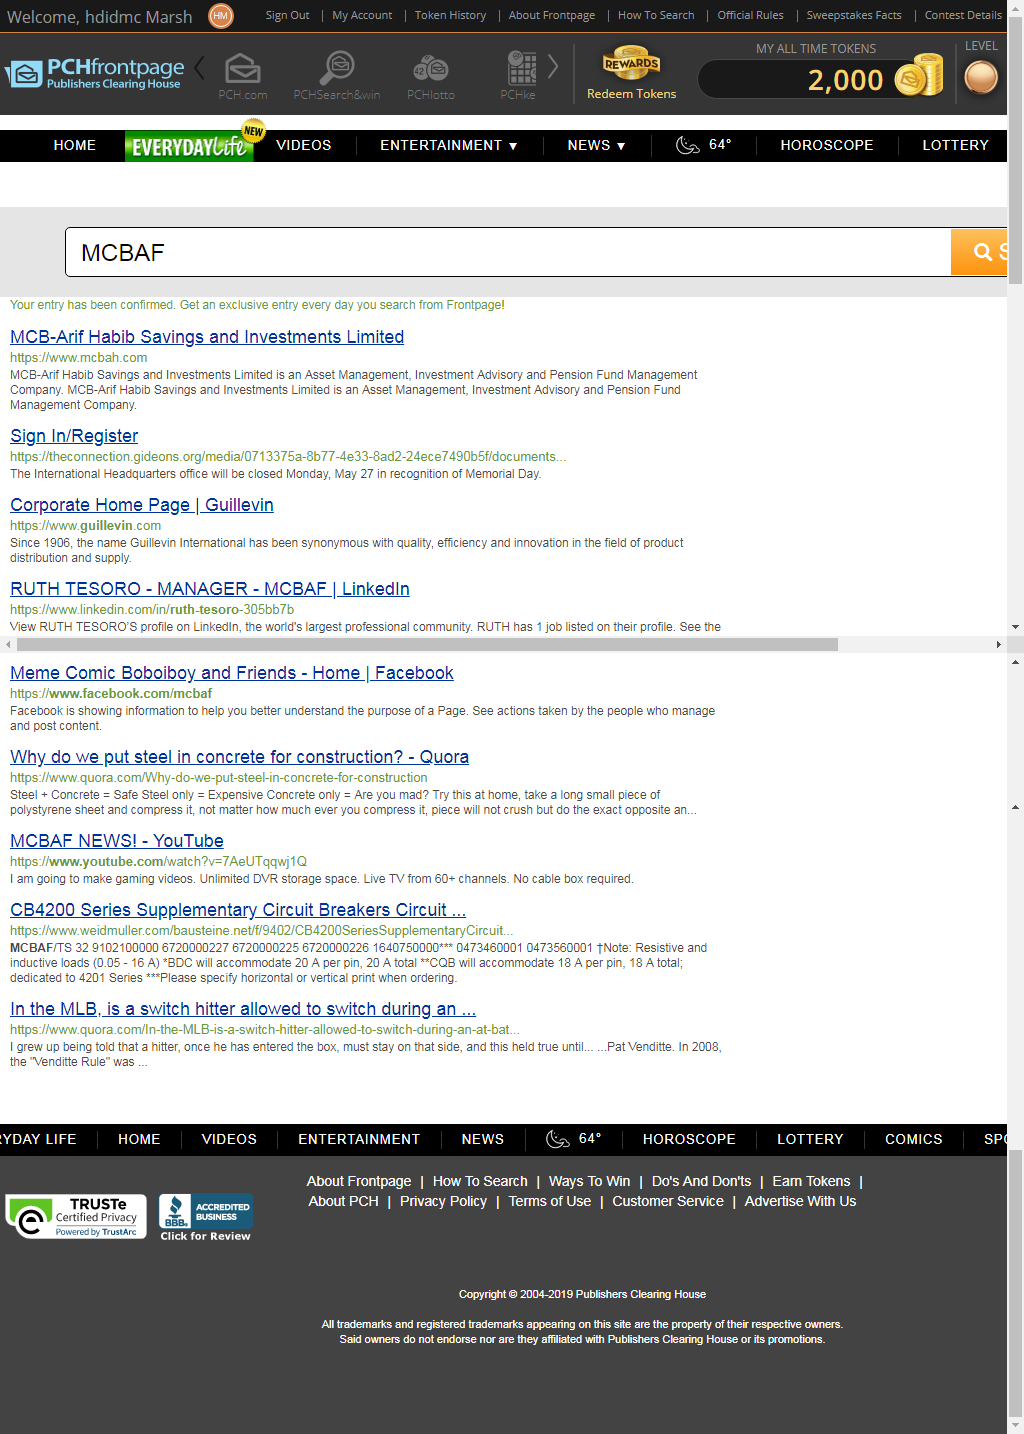 Welcome, hdidmc Marsh HM Sign Out | My Account | Token History | About Frontpage | How To Search | Official Rules | Sweepstakes Facts | Contest Details
PCHfrontpage
Publishers Clearing House
PCH.com PCHSearch&win PCHlotto PCHke
REWARDS
Redeem Tokens
MY ALL TIME TOKENS
2,000
LEVEL
HOME EVERYDAY Life NEW VIDEOS ENTERTAINMENT ▼ NEWS ▼ 64° HOROSCOPE LOTTERY
MCBAF
Your entry has been confirmed. Get an exclusive entry every day you search from Frontpage!
MCB-Arif Habib Savings and Investments Limited
https://www.mcbah.com
MCB-Arif Habib Savings and Investments Limited is an Asset Management, Investment Advisory and Pension Fund Management
Company. MCB-Arif Habib Savings and Investments Limited is an Asset Management, Investment Advisory and Pension Fund
Management Company.
Sign In/Register
https://theconnection.gideons.org/media/0713375a-8b77-4e33-8ad2-24ece7490b5f/documents...
The International Headquarters office will be closed Monday, May 27 in recognition of Memorial Day.
Corporate Home Page | Guillevin
https://www.guillevin.com
Since 1906, the name Guillevin International has been synonymous with quality, efficiency and innovation in the field of product
distribution and supply.
RUTH TESORO - MANAGER - MCBAF | LinkedIn
https://www.linkedin.com/in/ruth-tesoro-305bb7b
View RUTH TESORO'S profile on LinkedIn, the world's largest professional community. RUTH has 1 job listed on their profile. See the
Meme Comic Boboiboy and Friends - Home | Facebook
https://www.facebook.com/mcbaf
Facebook is showing information to help you better understand the purpose of a Page. See actions taken by the people who manage
and post content.
Why do we put steel in concrete for construction? - Quora
https://www.quora.com/Why-do-we-put-steel-in-concrete-for-construction
Steel + Concrete = Safe Steel only = Expensive Concrete only = Are you mad? Try this at home, take a long small piece of
polystyrene sheet and compress it, not matter how much ever you compress it, piece will not crush but do the exact opposite an...
MCBAF NEWS! - YouTube
https://www.youtube.com/watch?v=7AeUTqqwj1Q
I am going to make gaming videos. Unlimited DVR storage space. Live TV from 60+ channels. No cable box required.
CB4200 Series Supplementary Circuit Breakers Circuit ...
https://www.weidmuller.com/bausteine.net/f/9402/CB4200SeriesSupplementaryCircuit...
MCBAF/TS 32 9102100000 6720000227 6720000225 6720000226 1640750000*** 0473460001 0473560001 †Note: Resistive and
inductive loads (0.05 - 16 A) *BDC will accommodate 20 A per pin, 20 A total **CQB will accommodate 18 A per pin, 18 A total;
dedicated to 4201 Series ***Please specify horizontal or vertical print when ordering.
In the MLB, is a switch hitter allowed to switch during an ...
https://www.quora.com/In-the-MLB-is-a-switch-hitter-allowed-to-switch-during-an-at-bat...
I grew up being told that a hitter, once he has entered the box, must stay on that side, and this held true until... ...Pat Venditte. In 2008,
the "Venditte Rule" was ...
RYDAY LIFE HOME VIDEOS ENTERTAINMENT NEWS 64° HOROSCOPE LOTTERY COMICS SPO
About Frontpage | How To Search | Ways To Win | Do's And Don'ts | Earn Tokens |
About PCH | Privacy Policy | Terms of Use | Customer Service | Advertise With Us
TRUSTe
Certified Privacy
Powered by TrustArc
BBB.
ACCREDITED
BUSINESS
Click for Review
Copyright © 2004-2019 Publishers Clearing House
All trademarks and registered trademarks appearing on this site are the property of their respective owners.
Said owners do not endorse nor are they affiliated with Publishers Clearing House or its promotions.